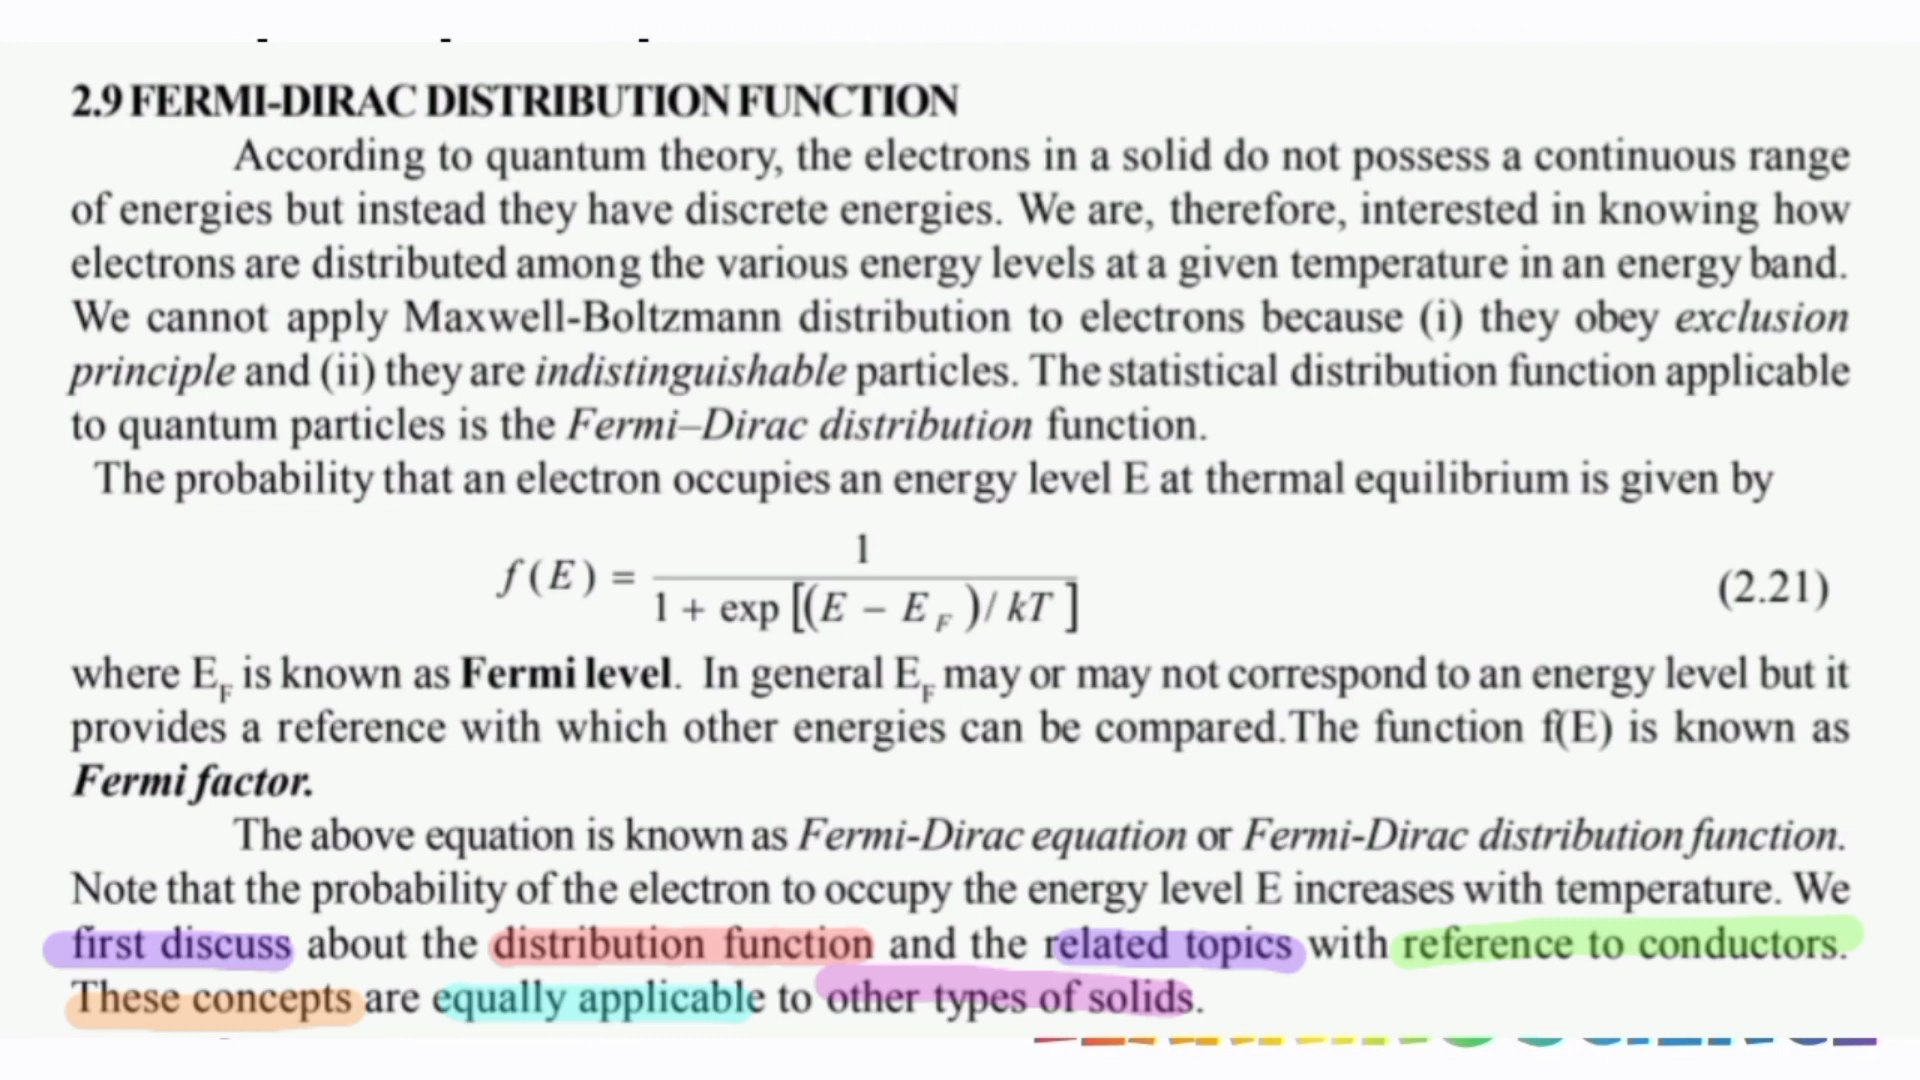 2.9 FERMI-DIRAC DISTRIBUTION FUNCTION
According to quantum theory, the electrons in a solid do not possess a continuous range
of energies but instead they have discrete energies. We are, therefore, interested in knowing how
electrons are distributed among the various energy levels at a given temperature in an energy band.
We cannot apply Maxwell-Boltzmann distribution to electrons because (i) they obey exclusion
principle and (ii) they are indistinguishable particles. The statistical distribution function applicable
to quantum particles is the Fermi–Dirac distribution function.
The probability that an electron occupies an energy level E at thermal equilibrium is given by
f(E) = 1 / 1 + exp [(E − E_F)/ kT] (2.21)
where E_F is known as Fermi level. In general E_F may or may not correspond to an energy level but it
provides a reference with which other energies can be compared.The function f(E) is known as
Fermi factor.
The above equation is known as Fermi-Dirac equation or Fermi-Dirac distribution function.
Note that the probability of the electron to occupy the energy level E increases with temperature. We
first discuss about the distribution function and the related topics with reference to conductors.
These concepts are equally applicable to other types of solids.